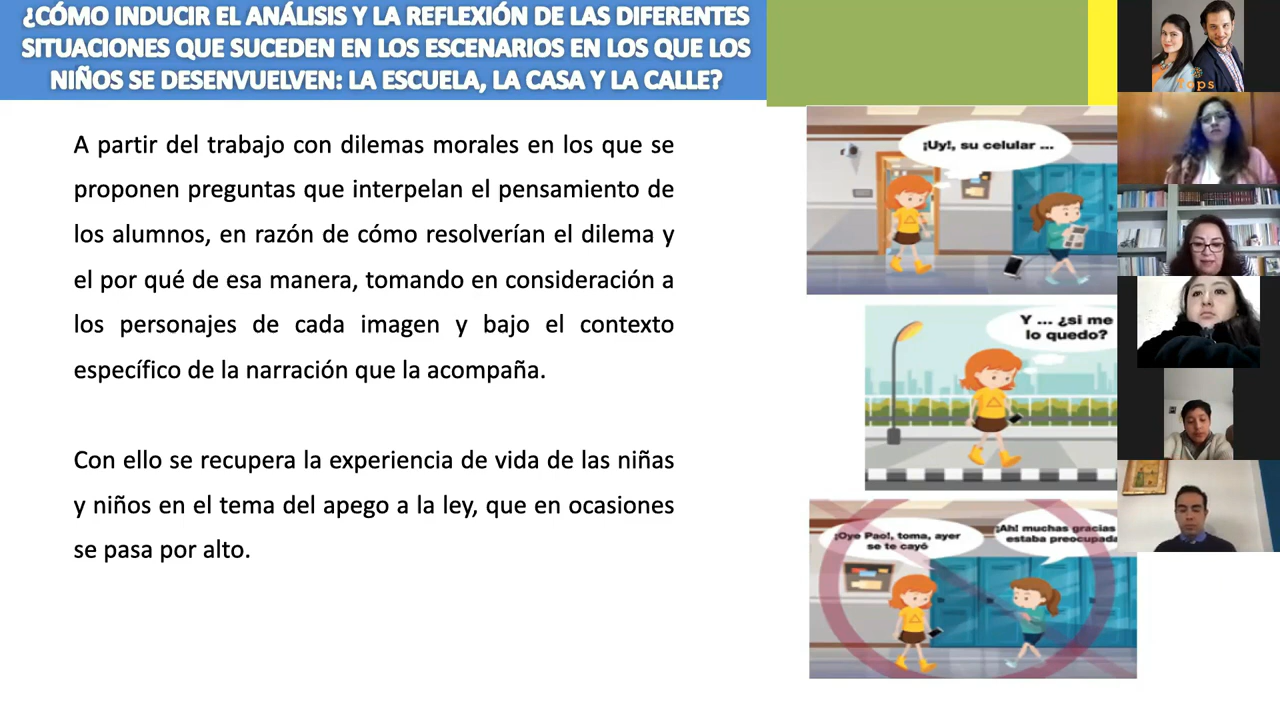 ¿CÓMO INDUCIR EL ANÁLISIS Y LA REFLEXIÓN DE LAS DIFERENTES
SITUACIONES QUE SUCEDEN EN LOS ESCENARIOS EN LOS QUE LOS
NIÑOS SE DESENVUELVEN: LA ESCUELA, LA CASA Y LA CALLE?
A partir del trabajo con dilemas morales en los que se
proponen preguntas que interpelan el pensamiento de
los alumnos, en razón de cómo resolverían el dilema y
el por qué de esa manera, tomando en consideración a
los personajes de cada imagen y bajo el contexto
específico de la narración que la acompaña.
Con ello se recupera la experiencia de vida de las niñas
y niños en el tema del apego a la ley, que en ocasiones
se pasa por alto.
¡Uy!, su celular ...
Y ... ¿si me
lo quedo?
¡Oye Pao!, toma, ayer
se te cayó
¡Ah! muchas gracias
estaba preocupada
Tops